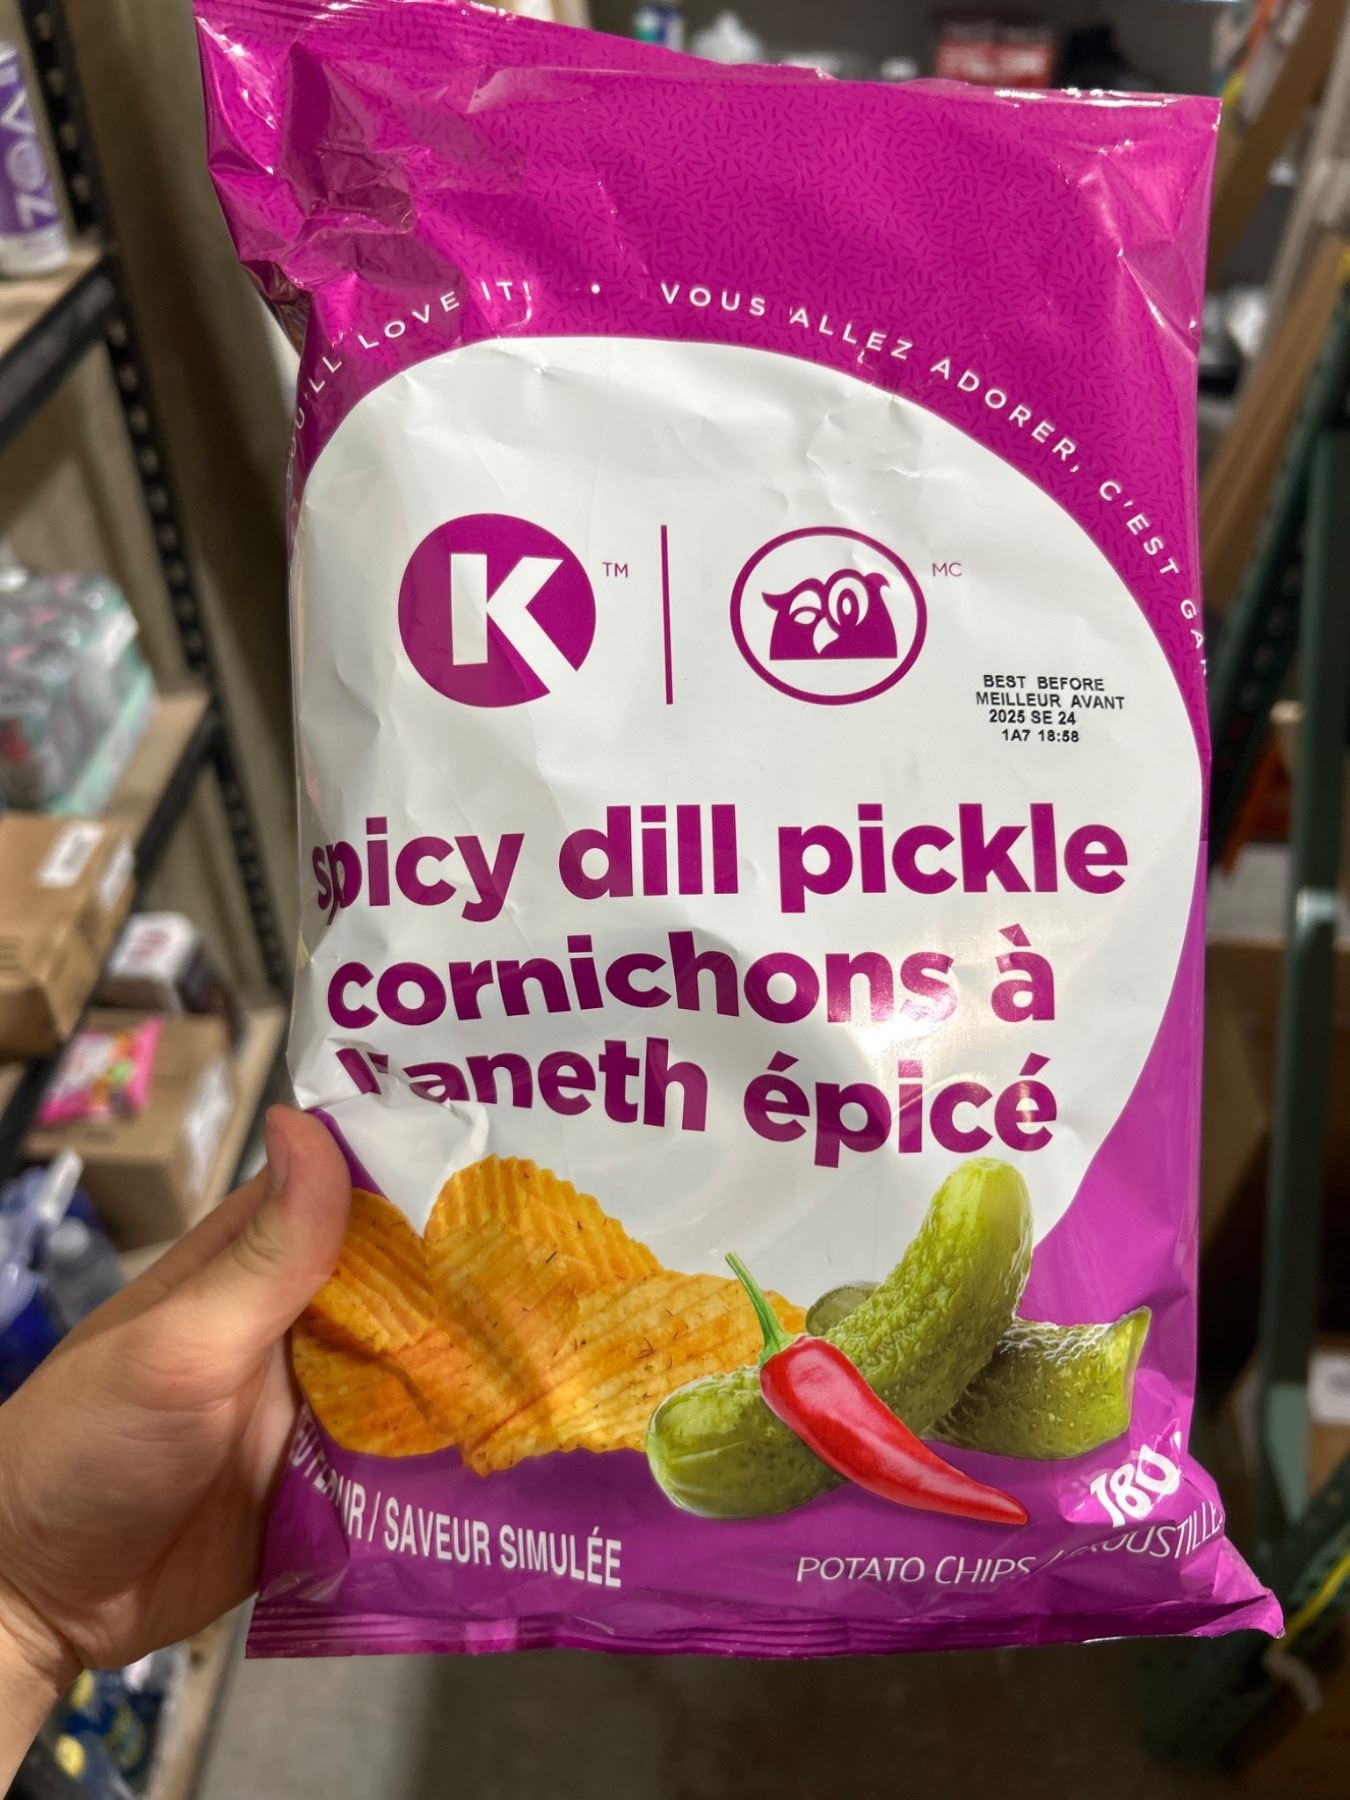 LOVE IT! • VOUS ALLEZ ADORER, C'EST
K TM MC
BEST BEFORE
MEILLEUR AVANT
2025 SE 24
1A7 18:58
spicy dill pickle
cornichons à
l'aneth épicé
180
/ SAVEUR SIMULÉE
POTATO CHIPS /